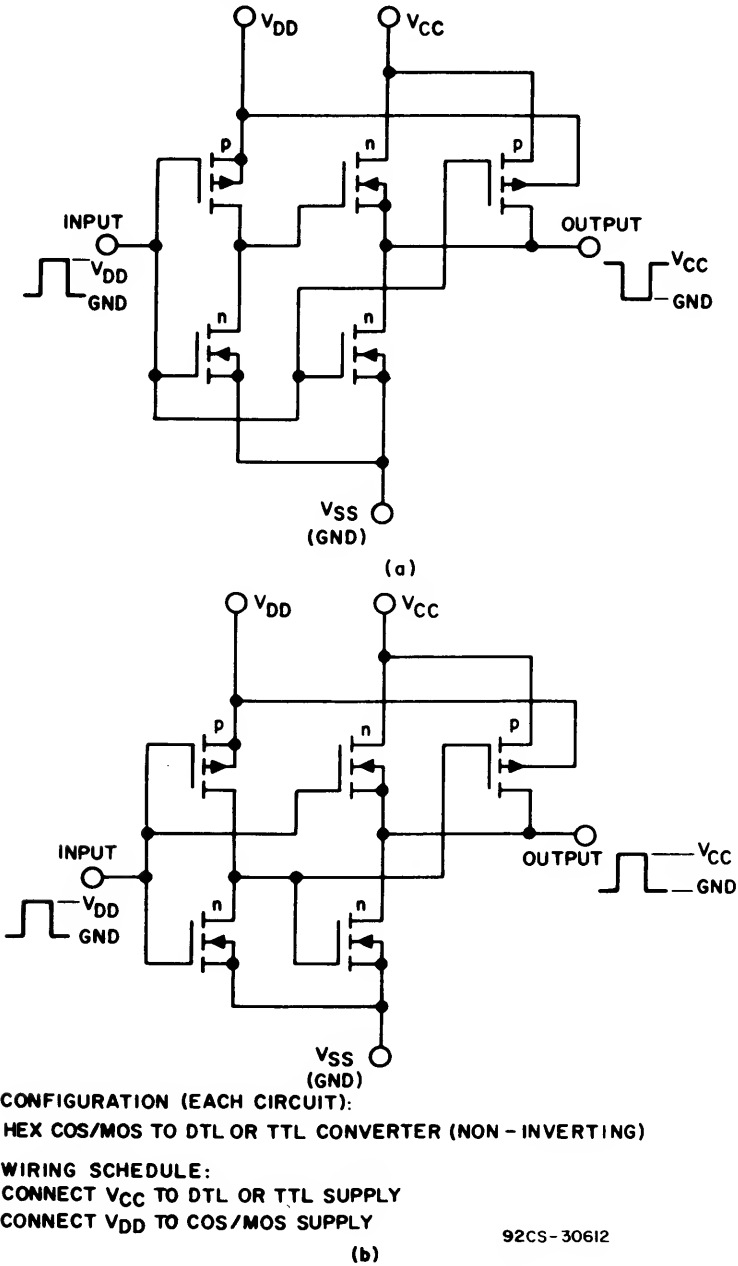 VDD
VCC
p
n
p
INPUT
VDD
GND
OUTPUT
VCC
GND
n
n
VSS
(GND)
(a)
VDD
VCC
p
n
p
INPUT
VDD
GND
OUTPUT
VCC
GND
n
n
VSS
(GND)
CONFIGURATION (EACH CIRCUIT):
HEX COS/MOS TO DTL OR TTL CONVERTER (NON-INVERTING)
WIRING SCHEDULE:
CONNECT VCC TO DTL OR TTL SUPPLY
CONNECT VDD TO COS/MOS SUPPLY
92CS-30612
(b)